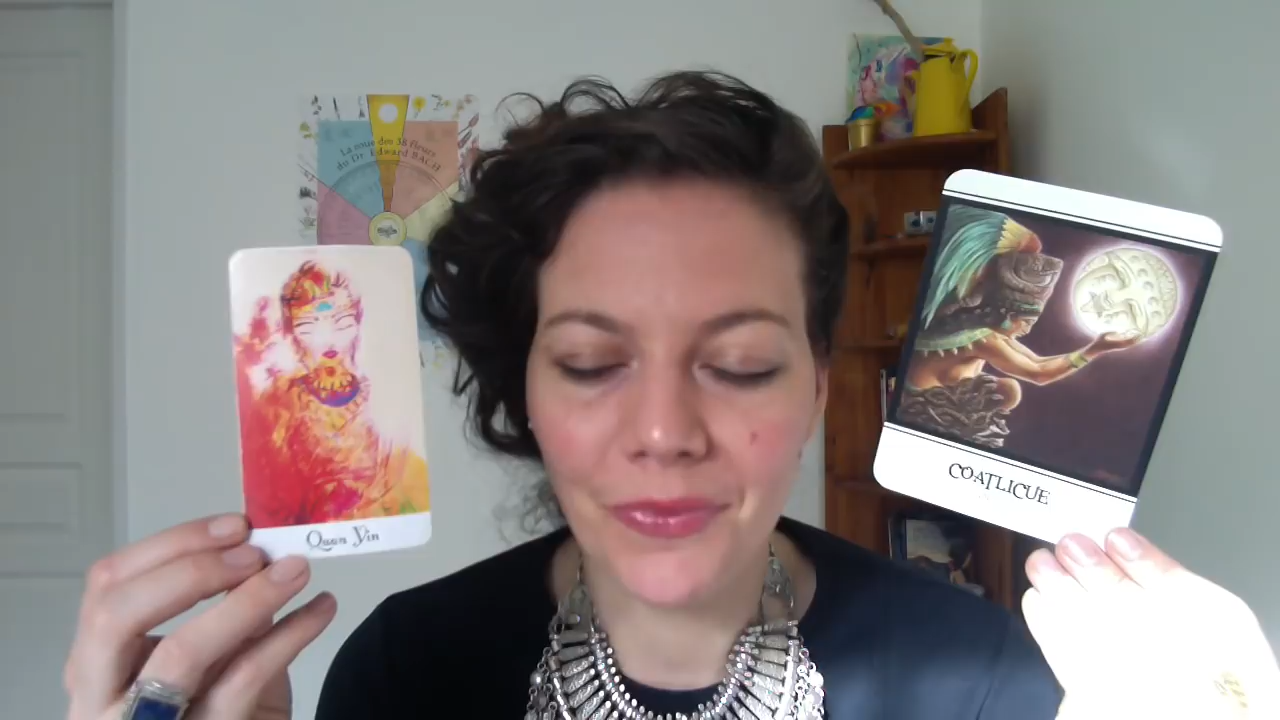 La roue des 38 fleurs
du Dr. Edward BACH
Quan Yin
COATLICUE